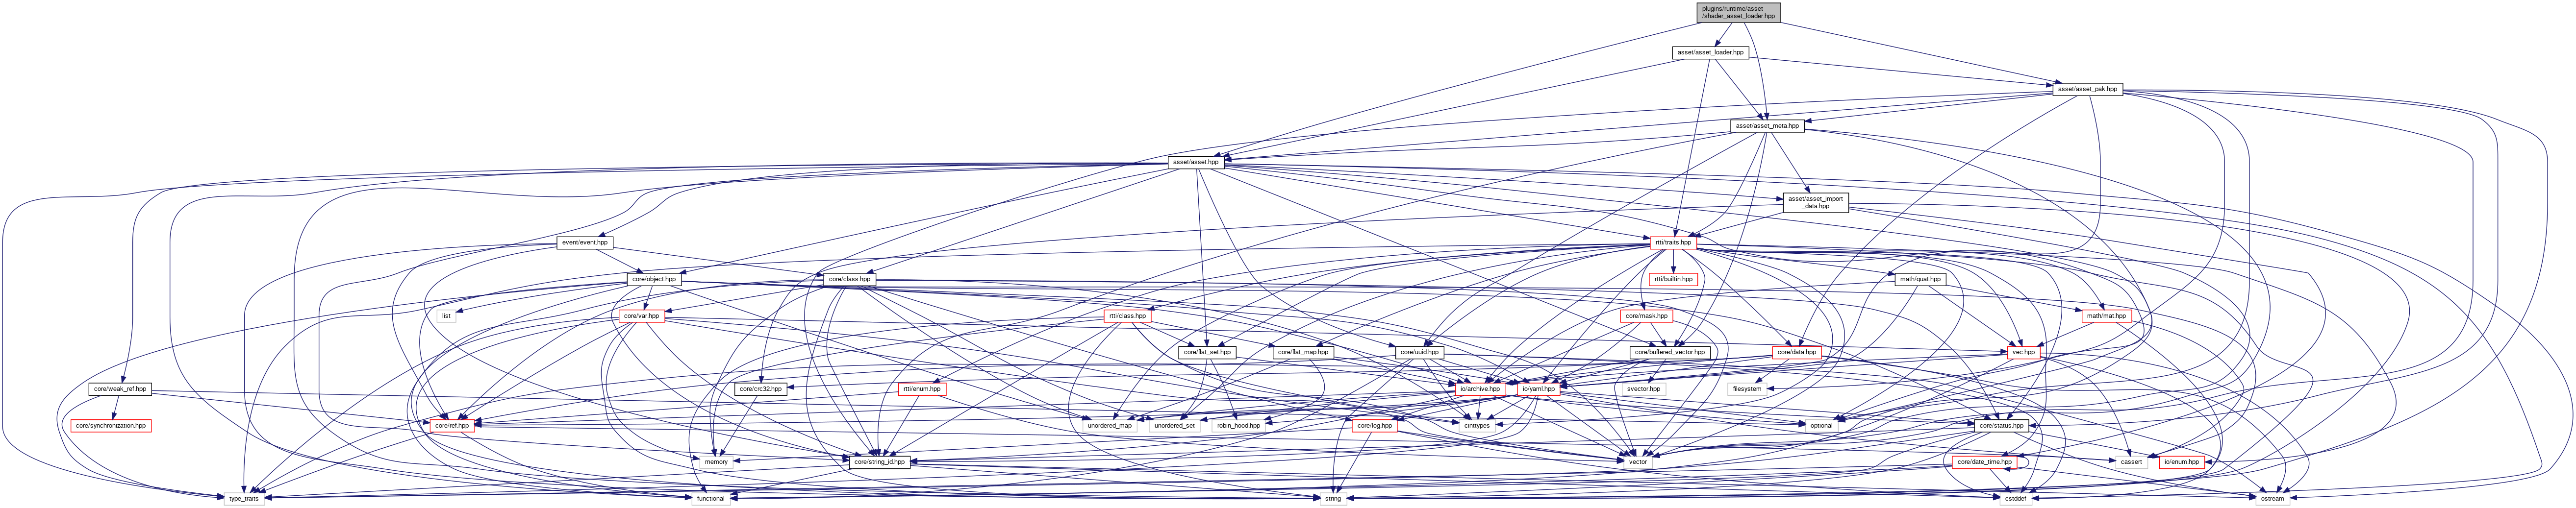 plugins/runtime/asset
/shader_asset_loader.hpp
asset/asset_loader.hpp
asset/asset_pak.hpp
asset/asset_meta.hpp
asset/asset.hpp
asset/asset_import
_data.hpp
event/event.hpp
rtti/traits.hpp
core/object.hpp
core/class.hpp
rtti/builtin.hpp
math/quat.hpp
list
core/var.hpp
rtti/class.hpp
core/mask.hpp
math/mat.hpp
core/flat_set.hpp
core/flat_map.hpp
core/uuid.hpp
core/buffered_vector.hpp
core/data.hpp
vec.hpp
core/weak_ref.hpp
core/crc32.hpp
rtti/enum.hpp
io/archive.hpp
io/yaml.hpp
svector.hpp
filesystem
core/synchronization.hpp
core/ref.hpp
unordered_map
unordered_set
robin_hood.hpp
core/log.hpp
cinttypes
optional
core/status.hpp
memory
core/string_id.hpp
vector
core/date_time.hpp
cassert
io/enum.hpp
type_traits
functional
string
cstddef
ostream